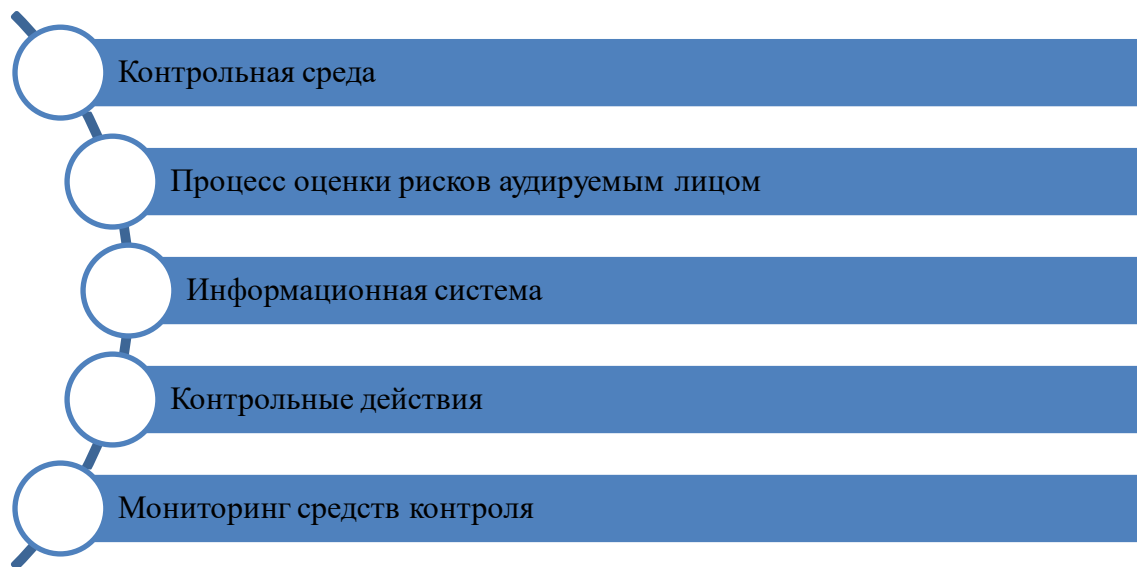 Контрольная среда
Процесс оценки рисков аудируемым лицом
Информационная система
Контрольные действия
Мониторинг средств контроля